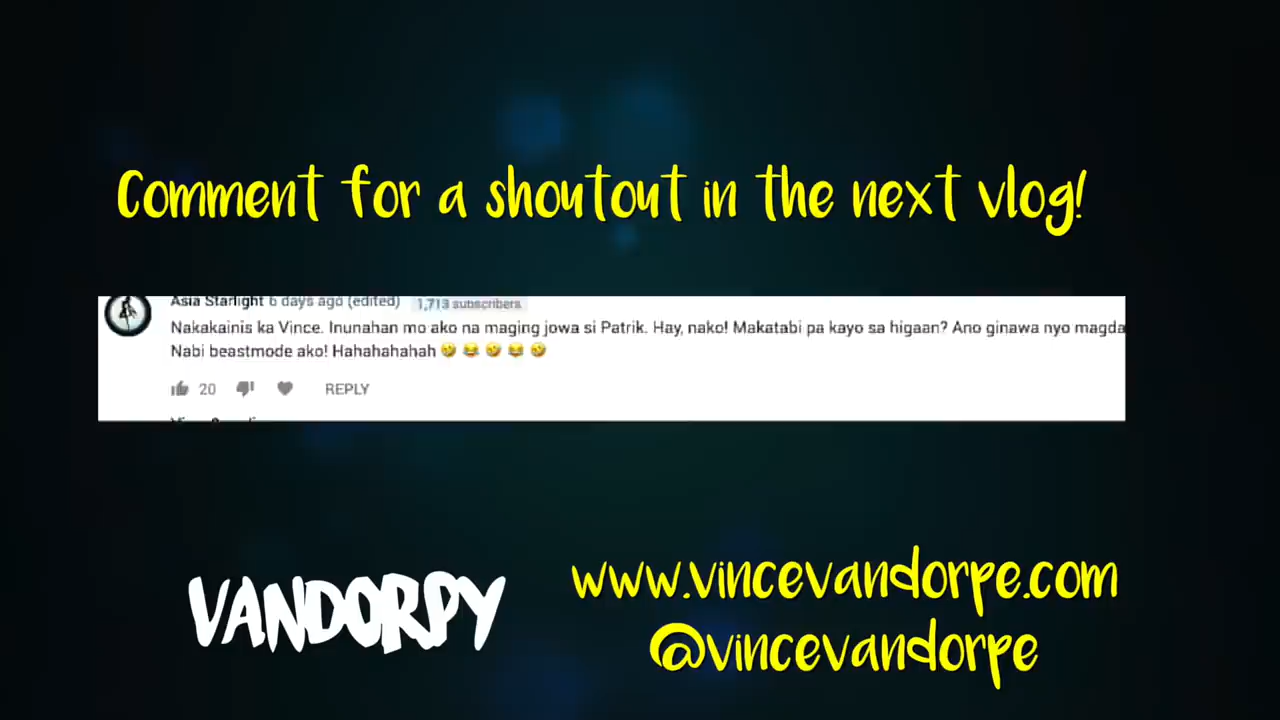 Comment for a shoutout in the next vlog!
Asia Starlight 6 days ago (edited) 1,713 subscribers
Nakakainis ka Vince. Inunahan mo ako na maging jowa si Patrik. Hay, nako! Makatabi pa kayo sa higaan? Ano ginawa nyo magda
Nabi beastmode ako! Hahahahahah 🤣 😂 🤣 😂 🤣
20 REPLY
VANDORPY
www.vincevandorpe.com
@vincevandorpe